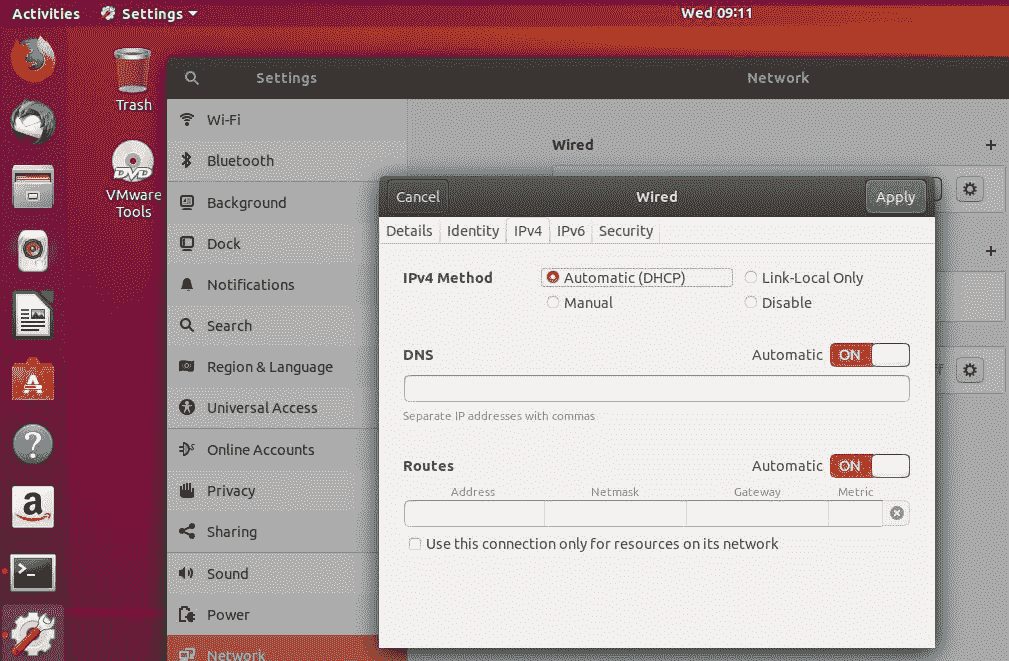 Activities Settings Wed 09:11
Trash
DVD
VMware
Tools
Settings Network
Wi-Fi
Bluetooth
Background
Dock
Notifications
Search
Region & Language
Universal Access
Online Accounts
Privacy
Sharing
Sound
Power
Network
Wired
Cancel Wired Apply
Details Identity IPv4 IPv6 Security
IPv4 Method Automatic (DHCP) Link-Local Only
Manual Disable
DNS Automatic ON
Separate IP addresses with commas
Routes Automatic ON
Address Netmask Gateway Metric
Use this connection only for resources on its network